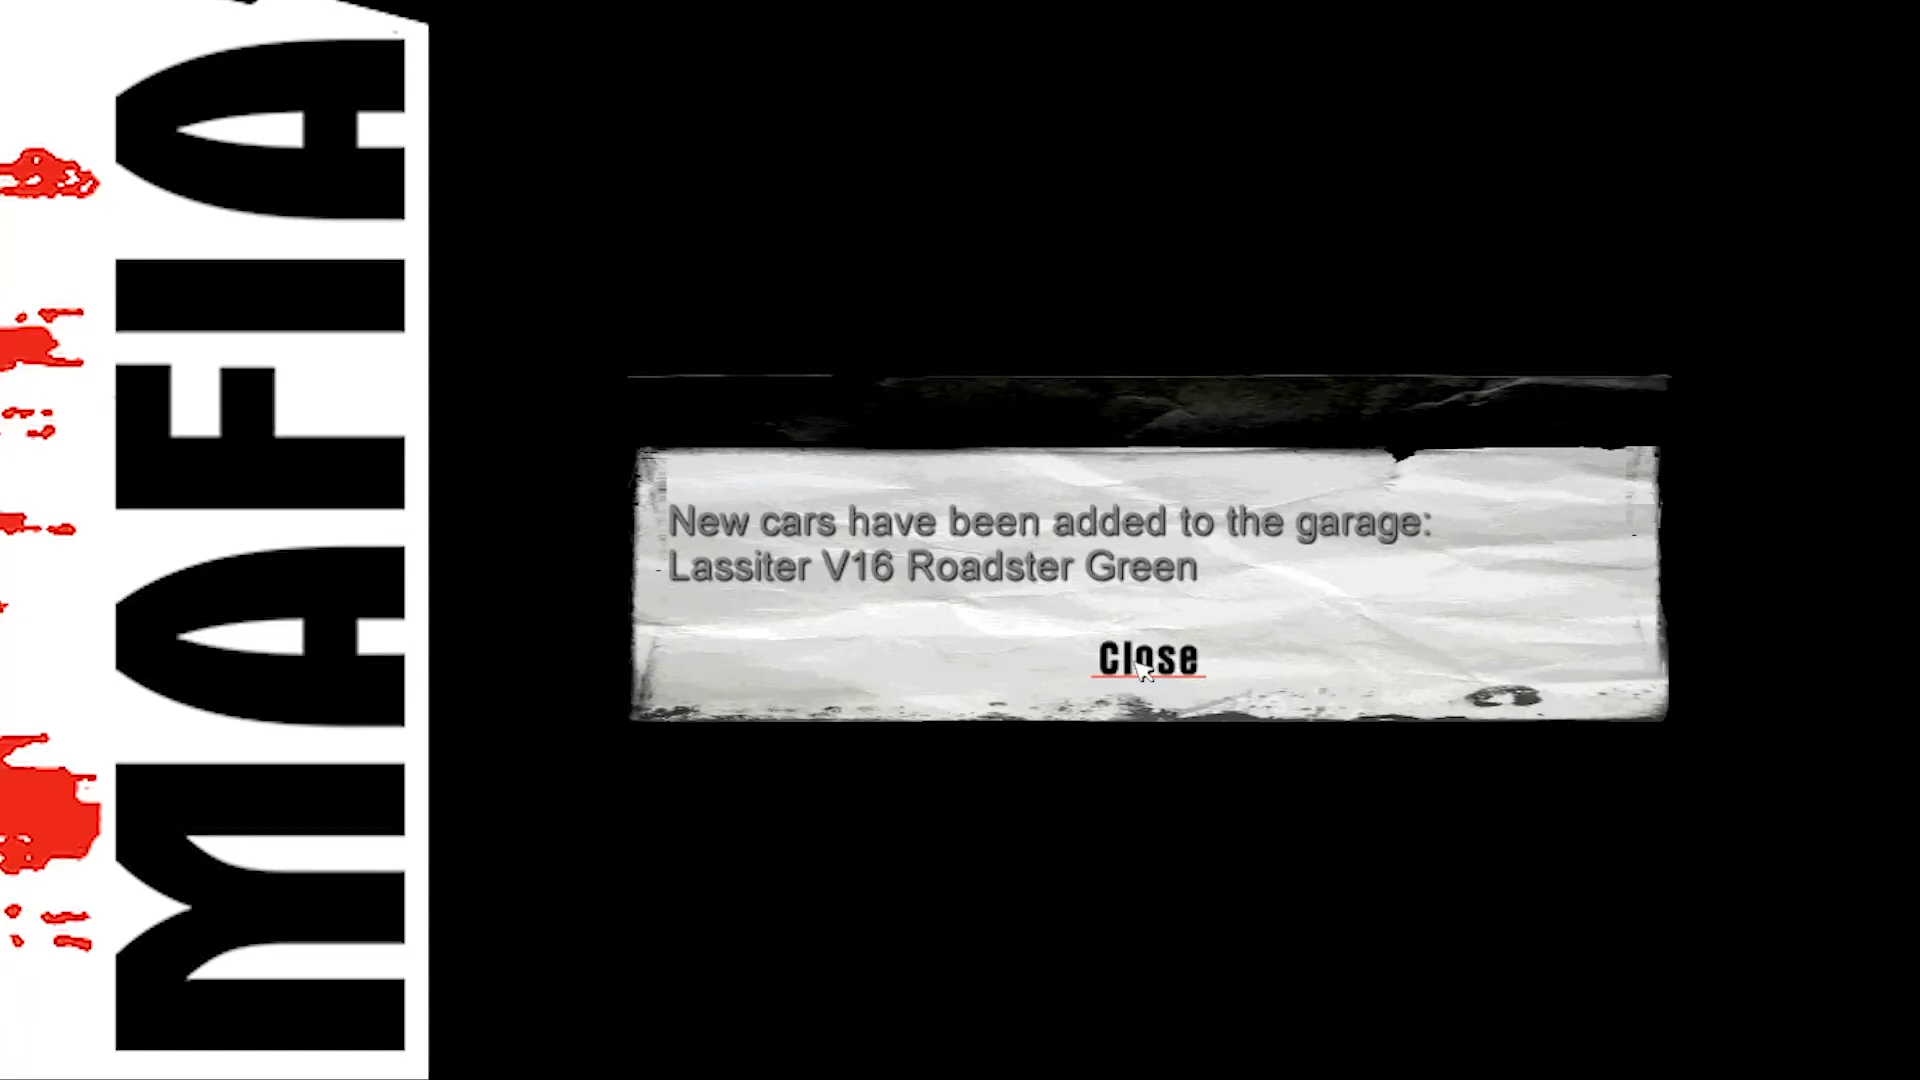 MAFIA
New cars have been added to the garage:
Lassiter V16 Roadster Green
Close